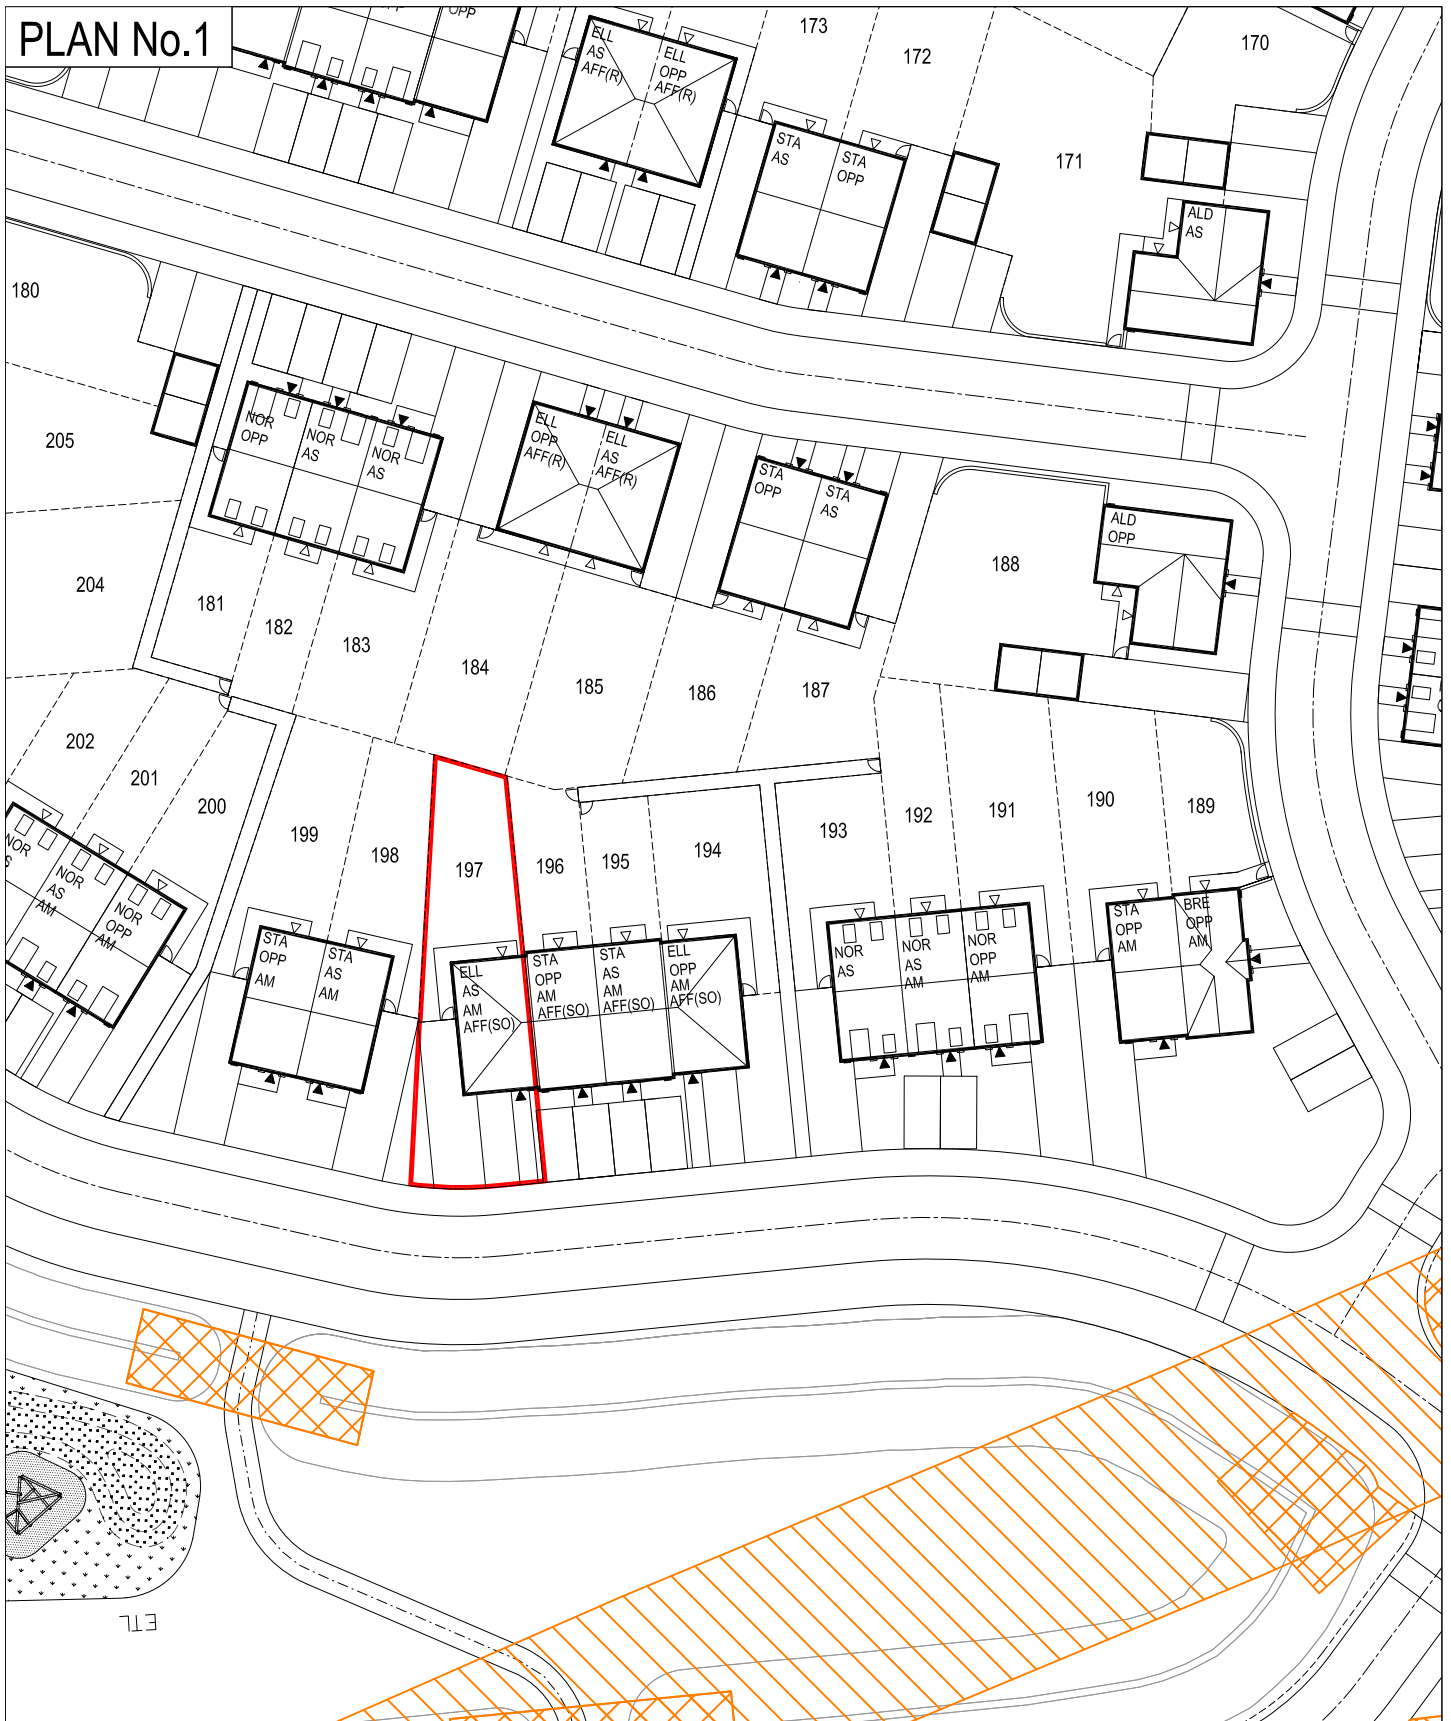 PLAN No.1
OPP
OPP
ELL
AS
AFF(R)
ELL
OPP
AFF(R)
173
172
170
STA
AS
STA
OPP
171
ALD
AS
180
205
NOR
OPP
NOR
AS
NOR
AS
ELL
OPP
AFF(R)
ELL
AS
AFF(R)
STA
OPP
STA
AS
ALD
OPP
204
181
182
183
184
185
186
187
188
202
201
200
199
198
197
196
195
194
193
192
191
190
189
NOR
S
NOR
AS
AM
NOR
OPP
AM
STA
OPP
AM
STA
AS
AM
ELL
AS
AM
AFF(SO)
STA
OPP
AM
AFF(SO)
STA
AS
AM
AFF(SO)
ELL
OPP
AM
AFF(SO)
NOR
AS
NOR
AS
AM
NOR
OPP
AM
STA
OPP
AM
BRE
OPP
AM
ETL